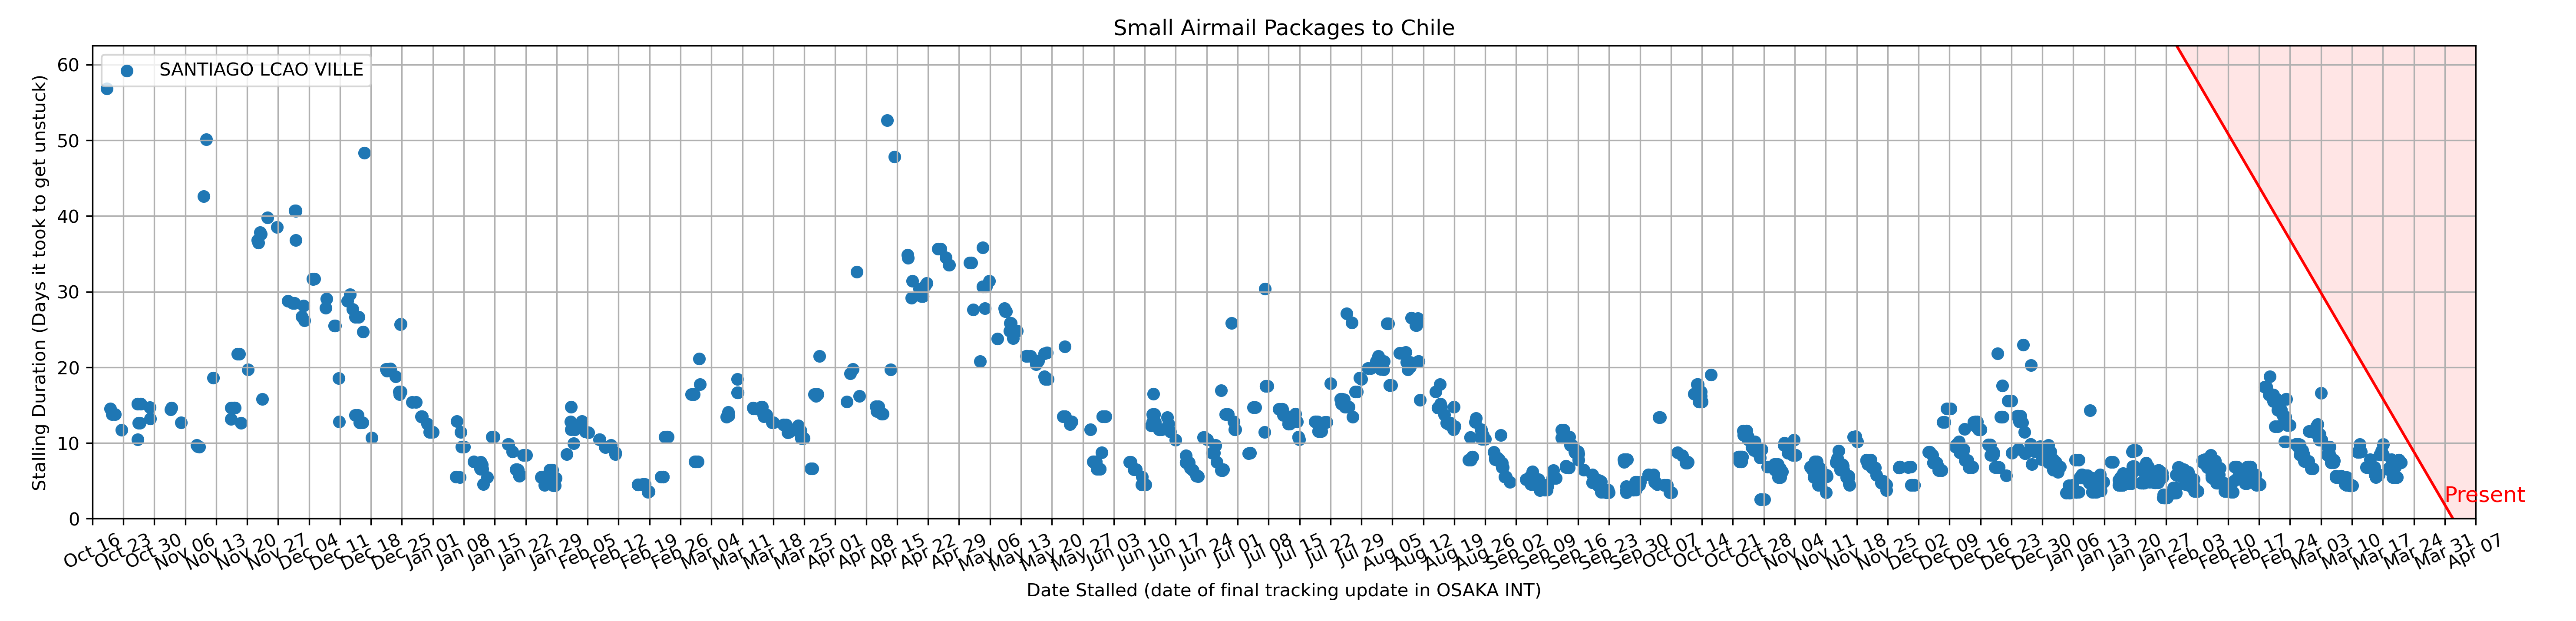 Small Airmail Packages to Chile
SANTIAGO LCAO VILLE
Stalling Duration (Days it took to get unstuck)
60
50
40
30
20
10
0
Present
Oct 16 Oct 23 Oct 30 Nov 06 Nov 13 Nov 20 Nov 27 Dec 04 Dec 11 Dec 18 Dec 25 Jan 01 Jan 08 Jan 15 Jan 22 Jan 29 Feb 05 Feb 12 Feb 19 Feb 26 Mar 04 Mar 11 Mar 18 Mar 25 Apr 01 Apr 08 Apr 15 Apr 22 Apr 29 May 06 May 13 May 20 May 27 Jun 03 Jun 10 Jun 17 Jun 24 Jul 01 Jul 08 Jul 15 Jul 22 Jul 29 Aug 05 Aug 12 Aug 19 Aug 26 Sep 02 Sep 09 Sep 16 Sep 23 Sep 30 Oct 07 Oct 14 Oct 21 Oct 28 Nov 04 Nov 11 Nov 18 Nov 25 Dec 02 Dec 09 Dec 16 Dec 23 Dec 30 Jan 06 Jan 13 Jan 20 Jan 27 Feb 03 Feb 10 Feb 17 Feb 24 Mar 03 Mar 10 Mar 17 Mar 24 Mar 31 Apr 07
Date Stalled (date of final tracking update in OSAKA INT)